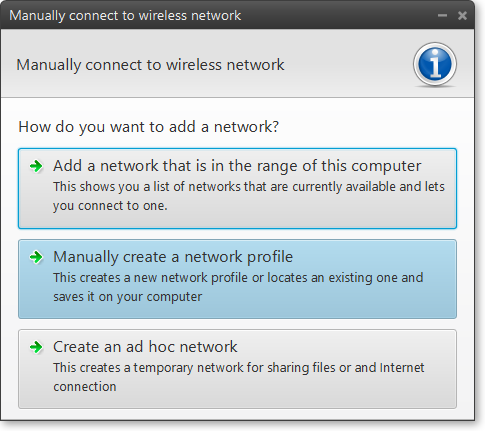 Manually connect to wireless network
Manually connect to wireless network
How do you want to add a network?
Add a network that is in the range of this computer
This shows you a list of networks that are currently available and lets
you connect to one.
Manually create a network profile
This creates a new network profile or locates an existing one and
saves it on your computer
Create an ad hoc network
This creates a temporary network for sharing files or and Internet
connection